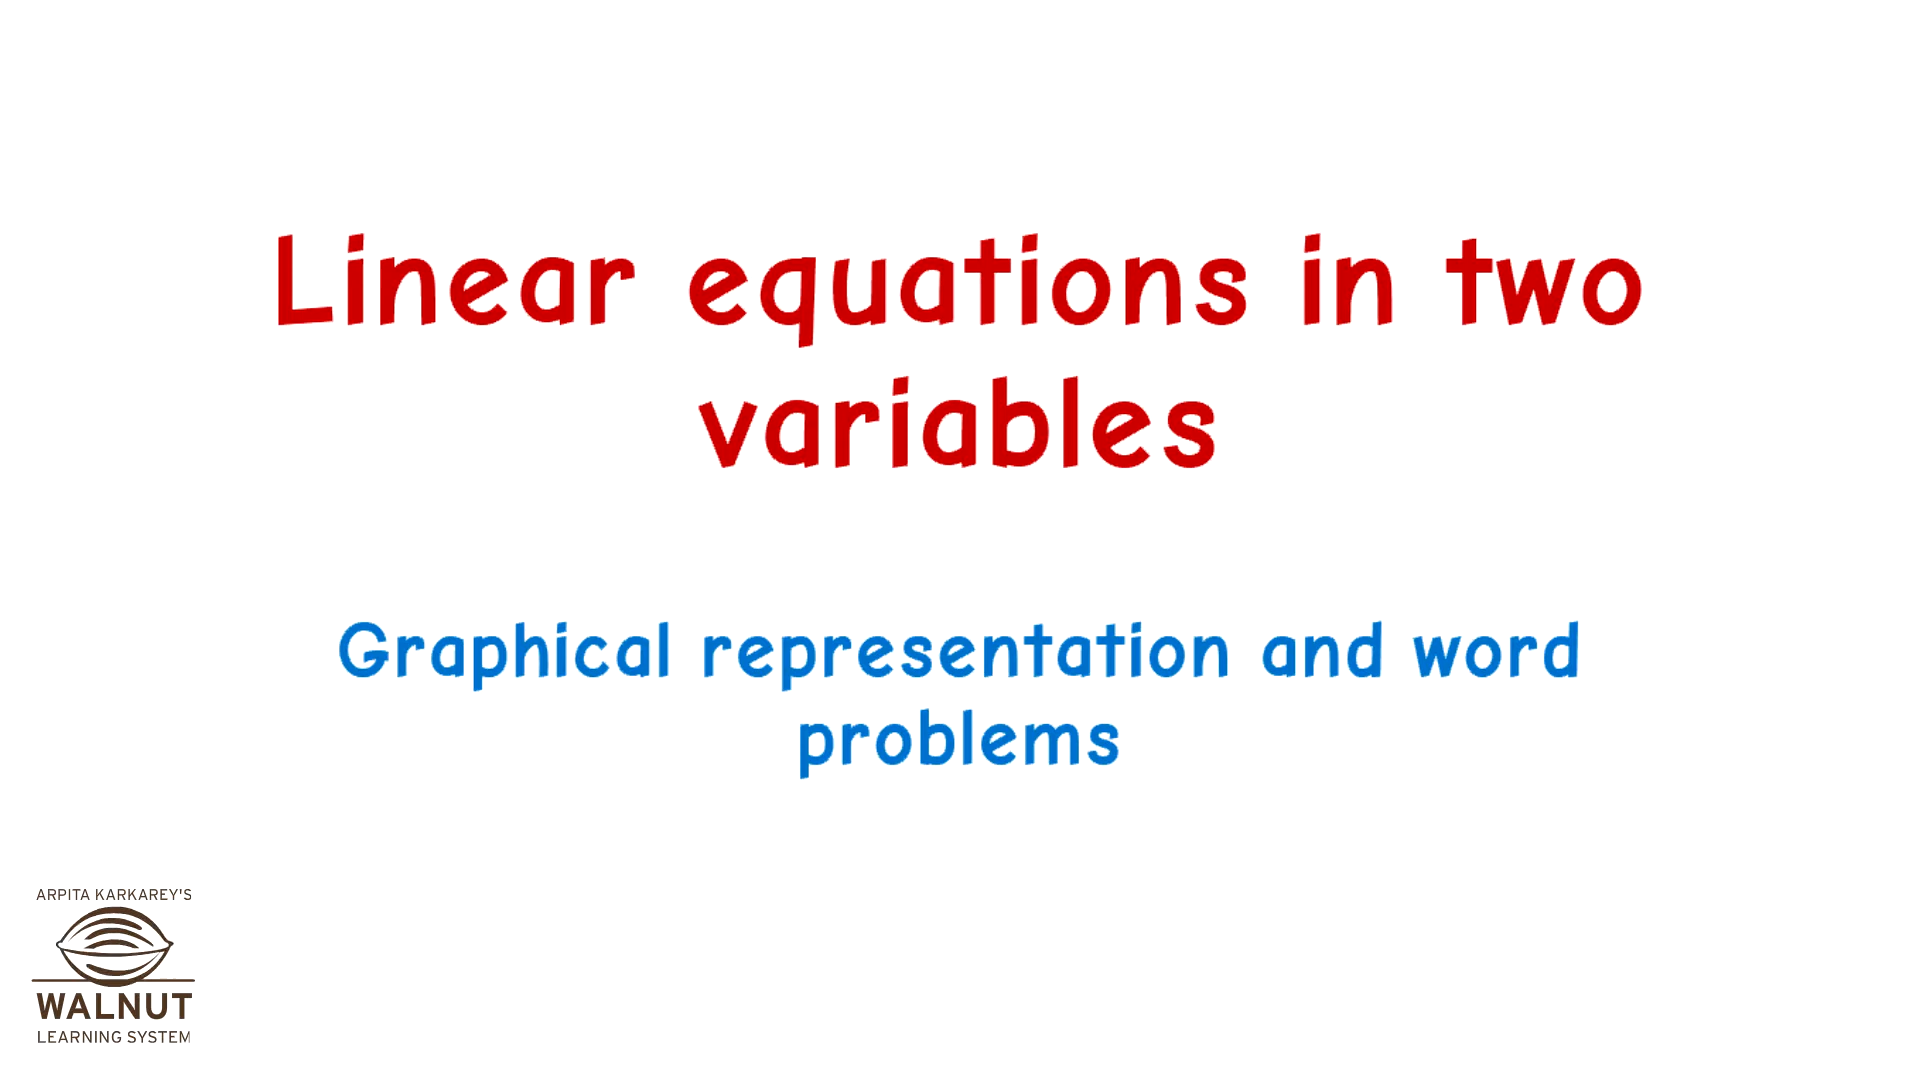 Linear equations in two
variables
Graphical representation and word
problems
ARPITA KARKAREY'S
WALNUT
LEARNING SYSTEM